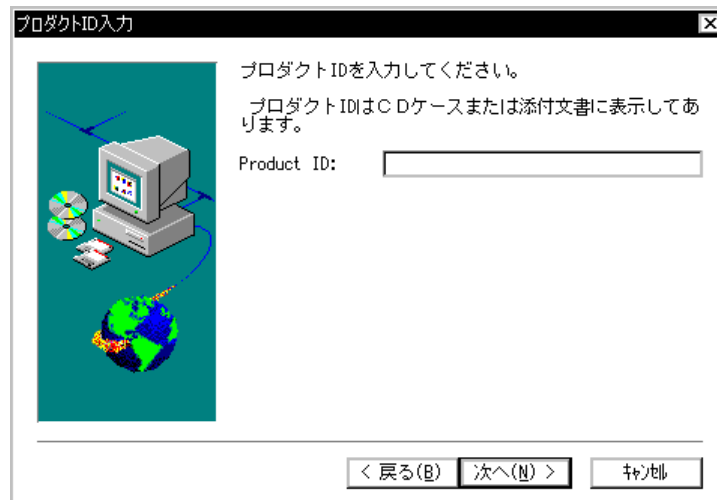 プロダクトID入力
プロダクトIDを入力してください。
プロダクトIDはCDケースまたは添付文書に表示してあ
ります。
Product ID:
< 戻る(B)
次へ(N) >
ｷｬﾝｾﾙ